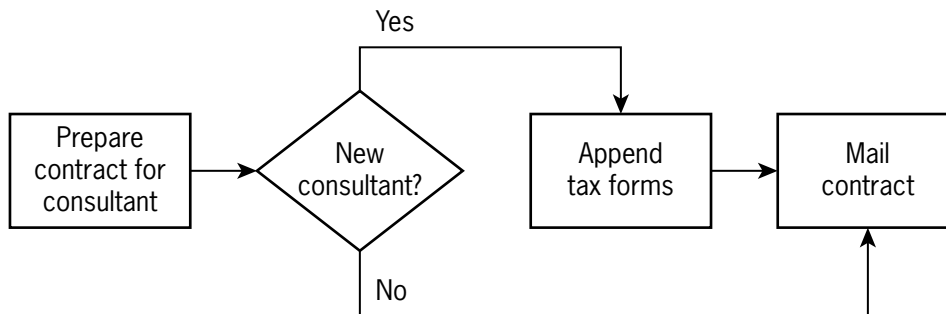 Yes
Prepare
contract for
consultant
New
consultant?
Append
tax forms
Mail
contract
No